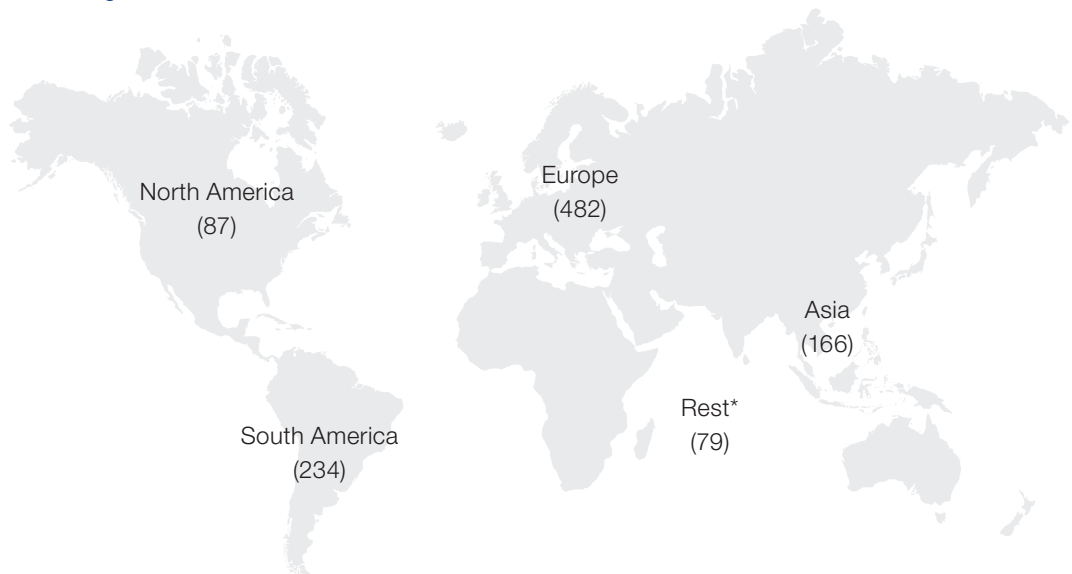 North America
(87)
Europe
(482)
Asia
(166)
Rest*
(79)
South America
(234)